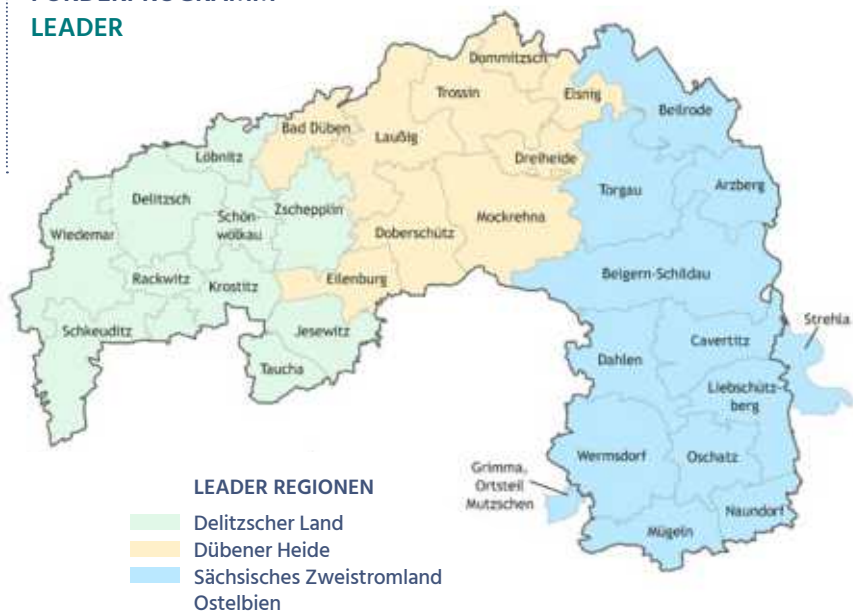 LEADER
Dommitzsch
Trossin
Elsnig
Beilrode
Bad Düben
Laußig
Löbnitz
Dreiheide
Delitzsch
Zschepplin
Torgau
Arzberg
Schön-
wölkau
Mockrehna
Wiedemar
Doberschütz
Rackwitz
Krostitz
Eilenburg
Belgern-Schildau
Schkeuditz
Jesewitz
Strehla
Cavertitz
Dahlen
Taucha
Liebschütz-
berg
Wermsdorf
Oschatz
Grimma,
Ortsteil
Mutzschen
Naundorf
Mügeln
LEADER REGIONEN
Delitzscher Land
Dübener Heide
Sächsisches Zweistromland
Ostelbien